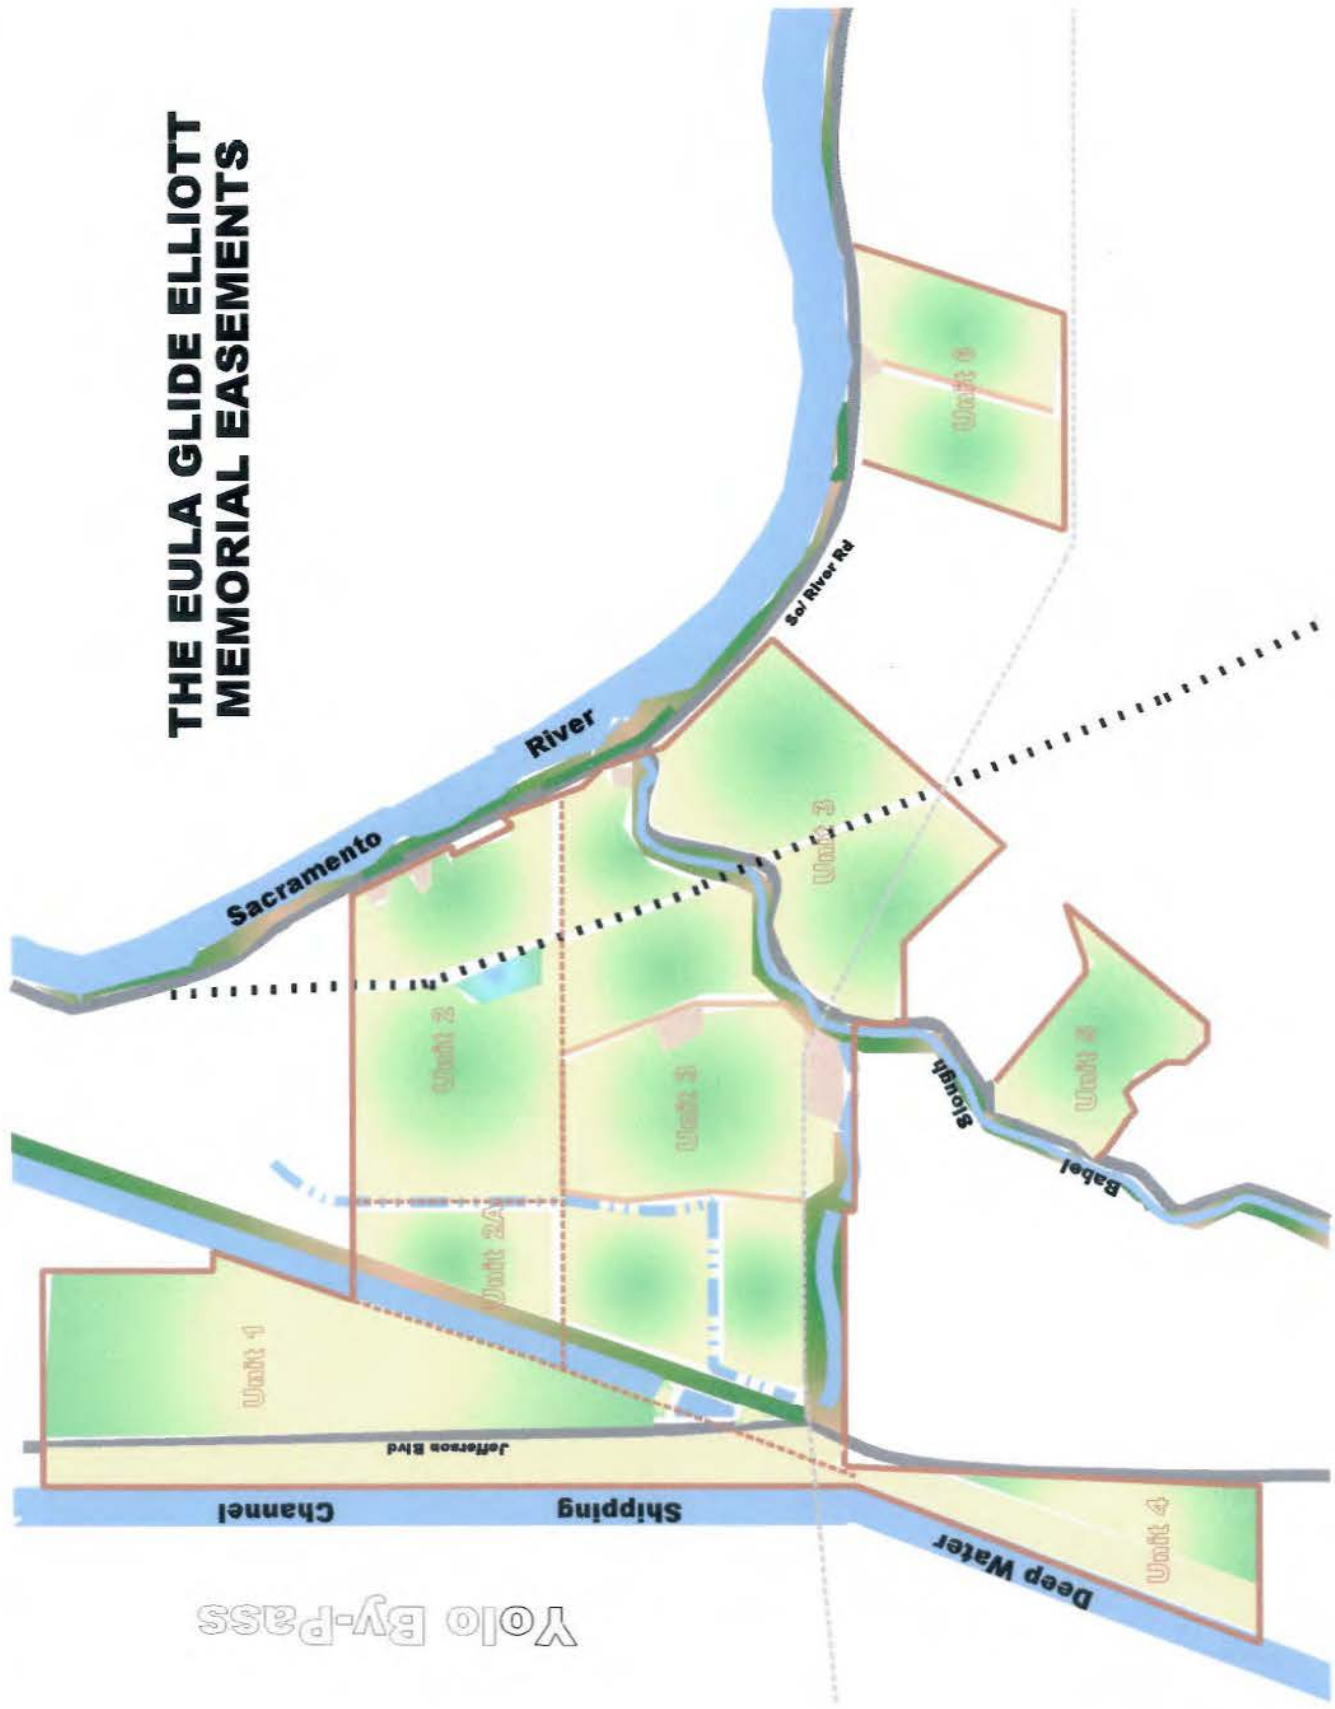 THE EULA GLIDE ELLIOTT
MEMORIAL EASEMENTS
Sacramento
River
So/ River Rd
Unit 6
Unit 3
Unit 2
Unit 3
Unit 5
Slough
Babel
Unit 2A
Unit 1
Jefferson Blvd
Channel
Shipping
Deep Water
Unit 4
Yolo By-Pass